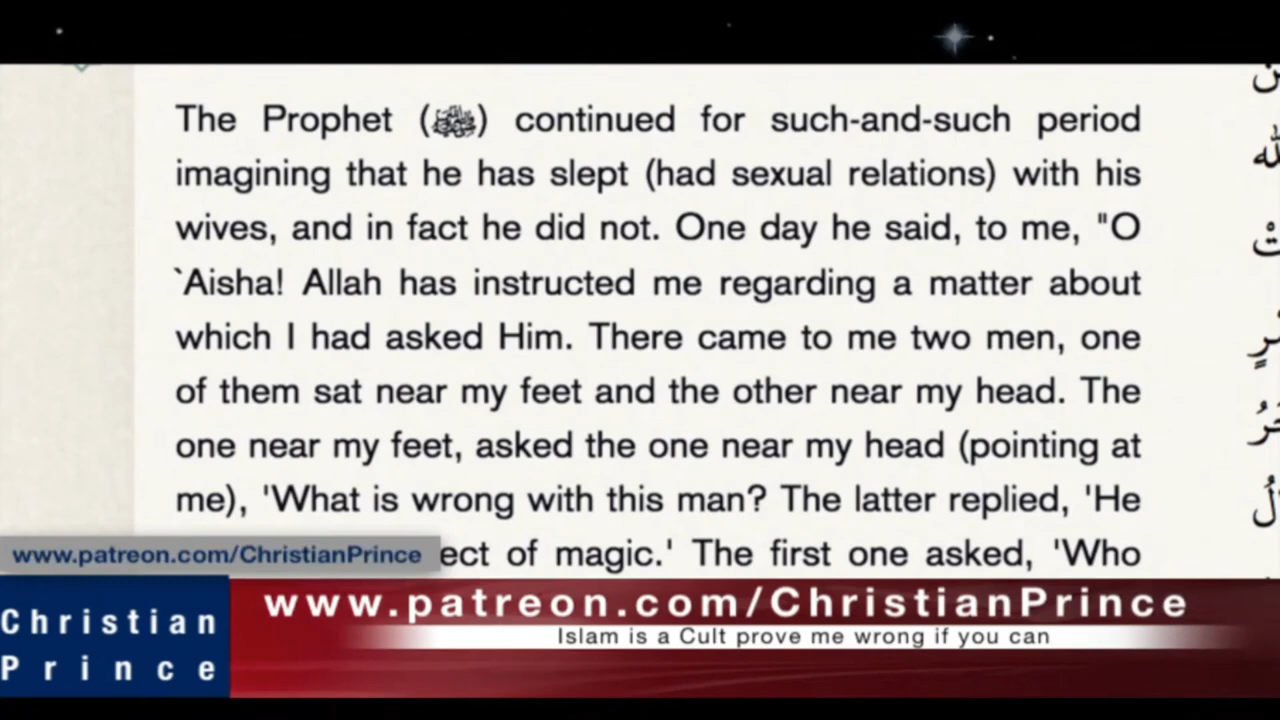 The Prophet (ﷺ) continued for such-and-such period
imagining that he has slept (had sexual relations) with his
wives, and in fact he did not. One day he said, to me, "O
`Aisha! Allah has instructed me regarding a matter about
which I had asked Him. There came to me two men, one
of them sat near my feet and the other near my head. The
one near my feet, asked the one near my head (pointing at
me), 'What is wrong with this man? The latter replied, 'He
ect of magic.' The first one asked, 'Who
www.patreon.com/ChristianPrince
www.patreon.com/ChristianPrince
Islam is a Cult prove me wrong if you can
Christian
Prince